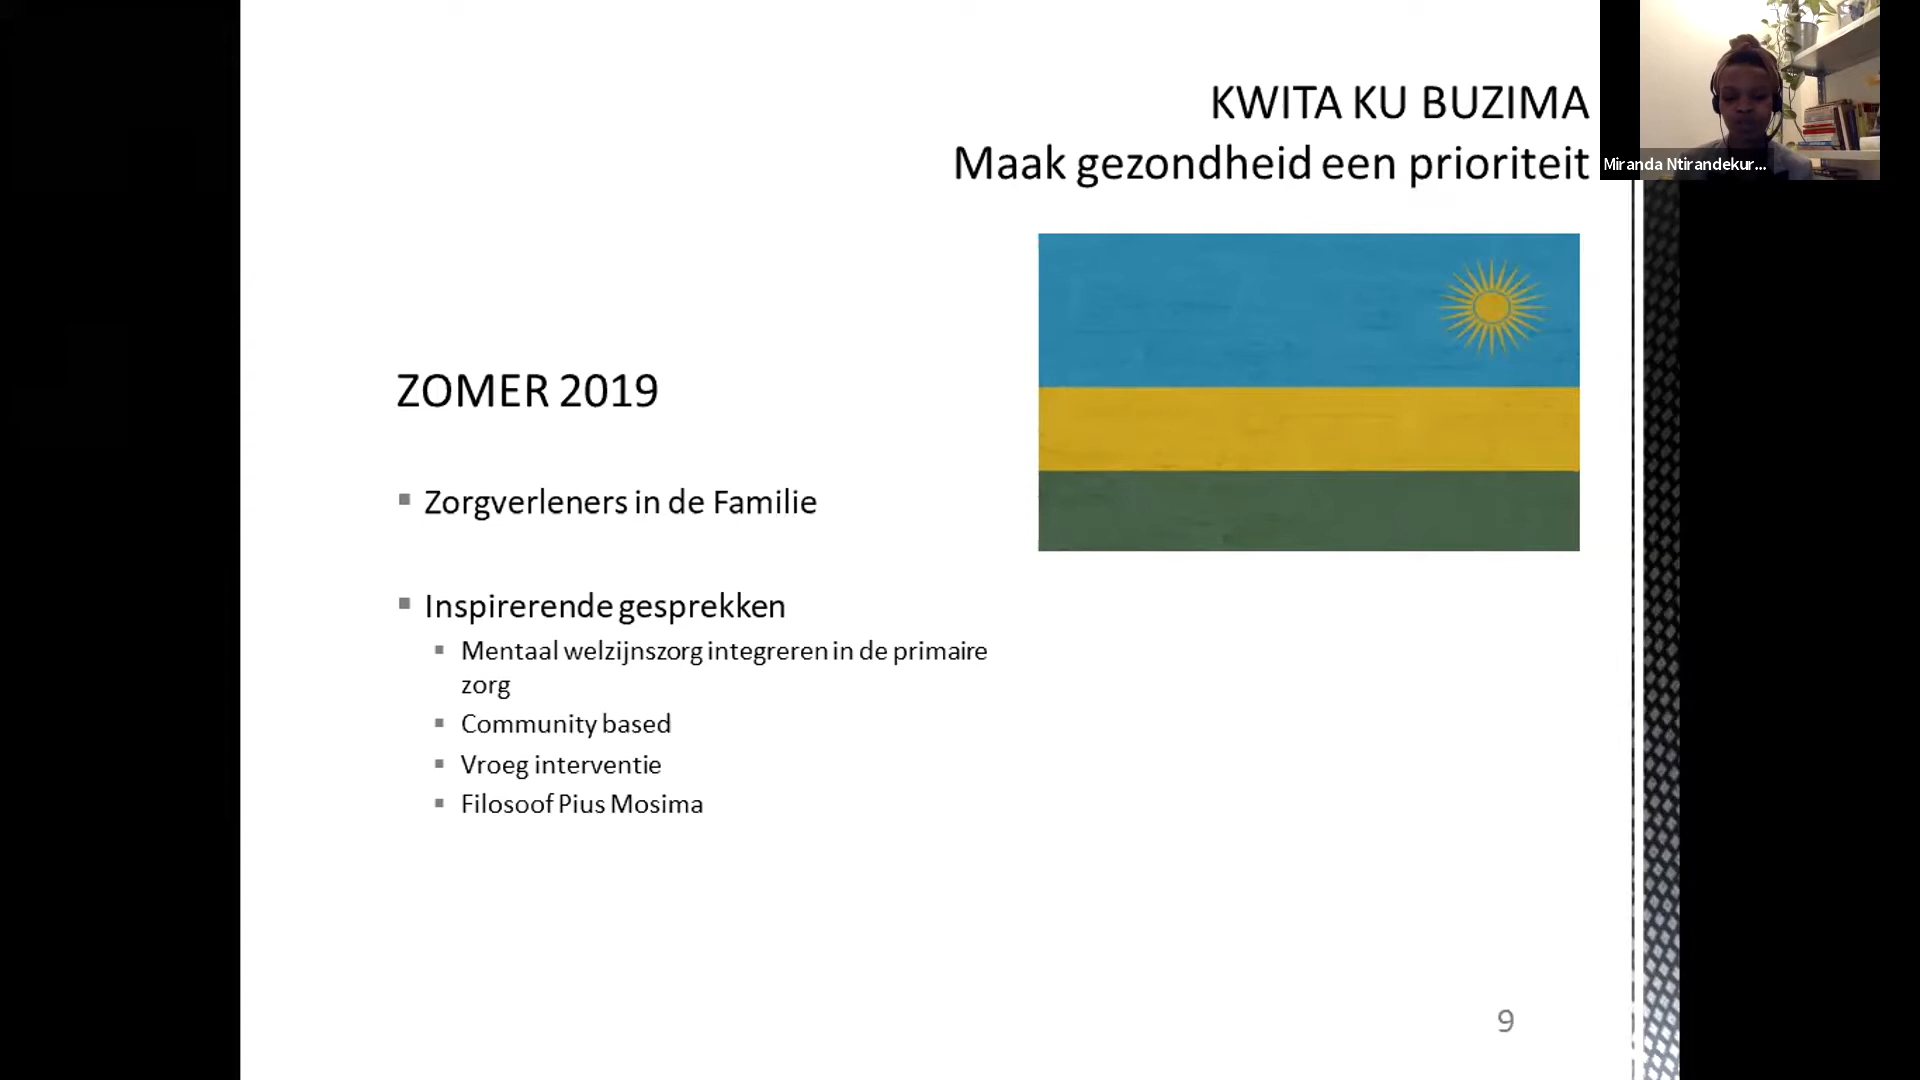 KWITA KU BUZIMA
Maak gezondheid een prioriteit
Miranda Ntirandekur...
ZOMER 2019
Zorgverleners in de Familie
Inspirerende gesprekken
Mentaal welzijnszorg integreren in de primaire
zorg
Community based
Vroeg interventie
Filosoof Pius Mosima
9